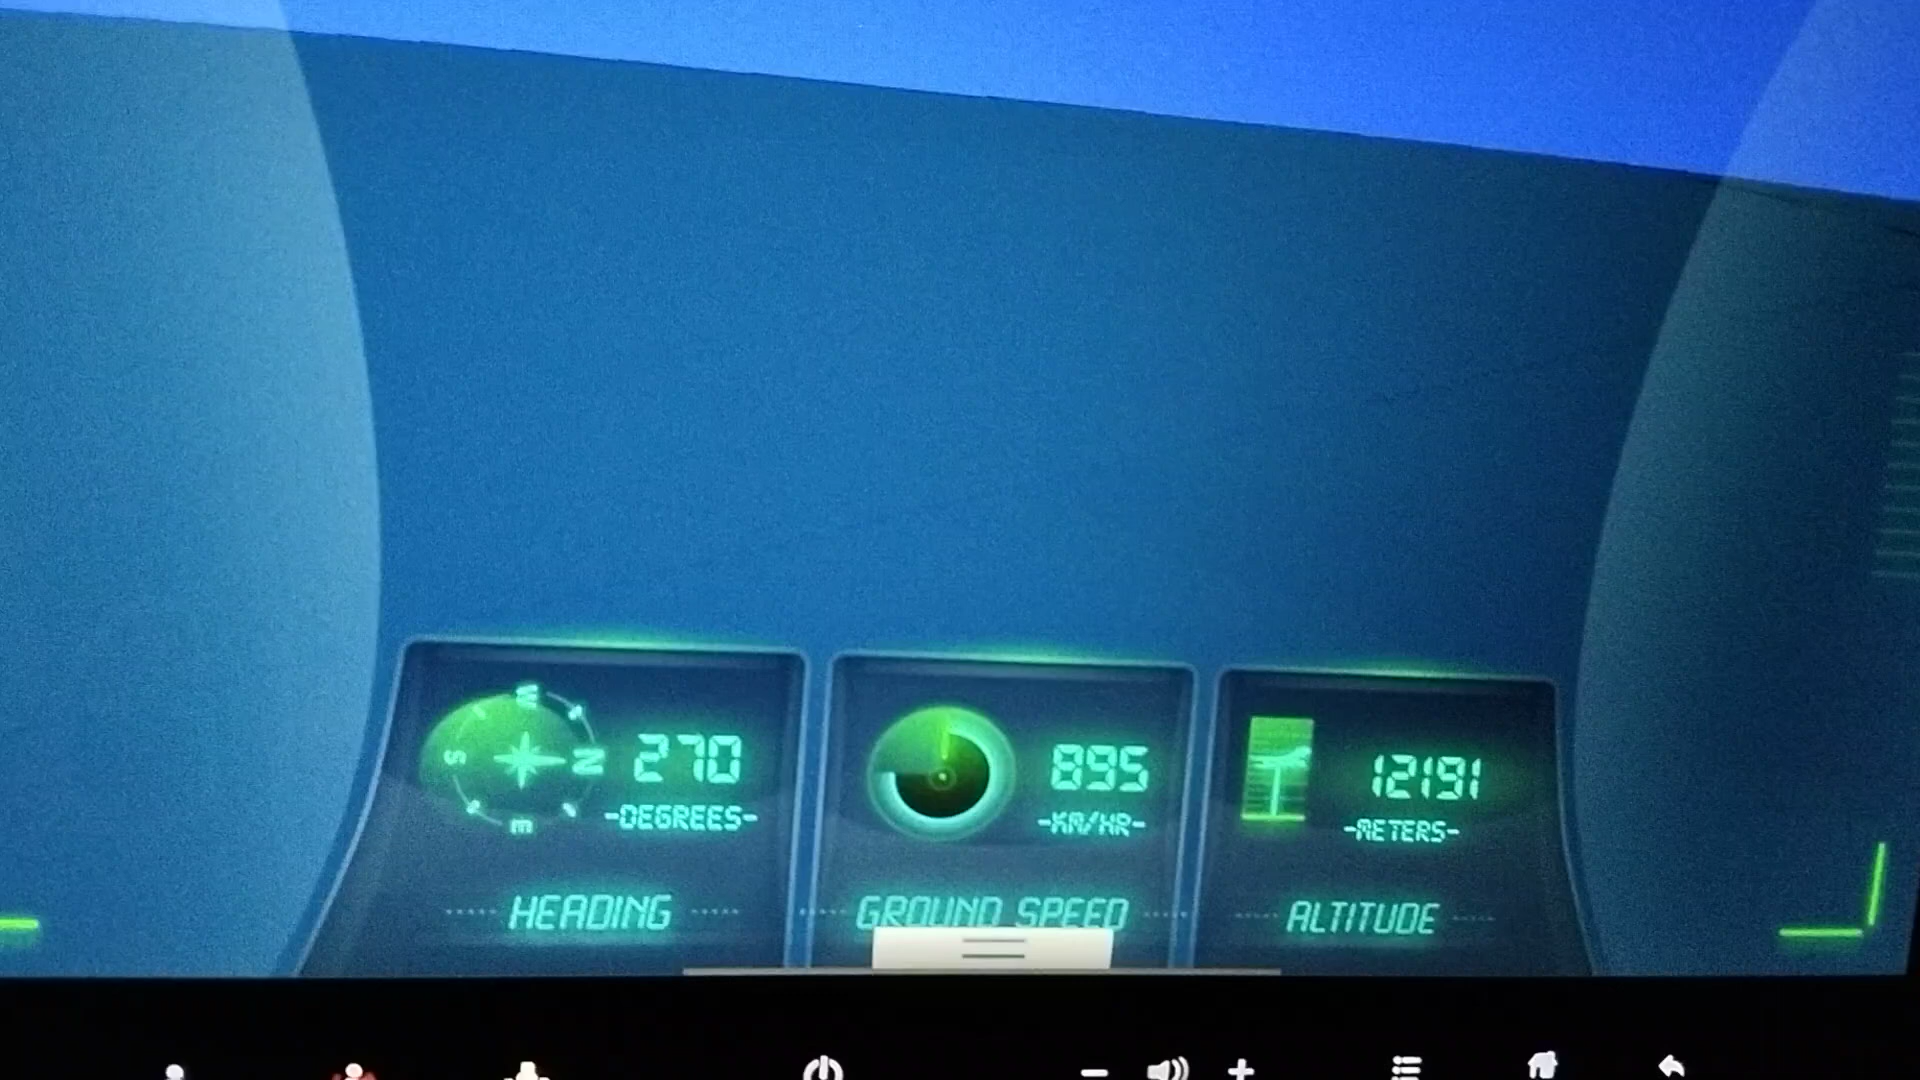 W
S
N
E
270
-DEGREES-
HEADING
895
-KM/HR-
GROUND SPEED
12191
-METERS-
ALTITUDE